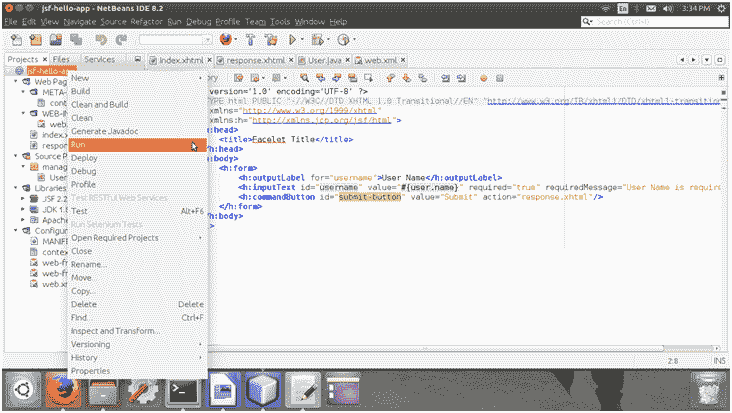 jsf-hello-app - NetBeans IDE 8.2
En
3:34 PM
File Edit View Navigate Source Refactor Run Debug Profile Team Tools Window Help
Search (Ctrl+I)
Projects × Files Services
index.xhtml × response.xhtml × User.java × web.xml ×
jsf-hello-ap
Web Page
META-
cont
WEB-IN
web.
index.x
respon
Source P
manag
User
Libraries
JSF 2.2
JDK 1.8
Apache
Configur
MANIFE
context
web-fr
web-fr
web.xm
New
Build
Clean and Build
Clean
Generate Javadoc
Run
Deploy
Debug
Profile
Test RESTful Web Services
Test Alt+F6
Run Selenium Tests
Open Required Projects
Close
Rename...
Move
Copy...
Delete Delete
Find... Ctrl+F
Inspect and Transform...
Versioning
History
Properties
tory
version='1.0' encoding='UTF-8' ?>
TYPE html PUBLIC "-//W3C//DTD XHTML 1.0 Transitional//EN" "http://www.w3.org/TR/xhtml1/DTD/xhtml1-transition
xmlns="http://www.w3.org/1999/xhtml"
xmlns:h="http://xmlns.jcp.org/jsf/html">
:head>
<title>Facelet Title</title>
/h:head>
:body>
<h:form>
<h:outputLabel for="username">User Name</h:outputLabel>
<h:inputText id="username" value="#{user.name}" required="true" requiredMessage="User Name is requir
<h:commandButton id="submit-button" value="Submit" action="response.xhtml"/>
</h:form>
/h:body>
>
2:8 INS